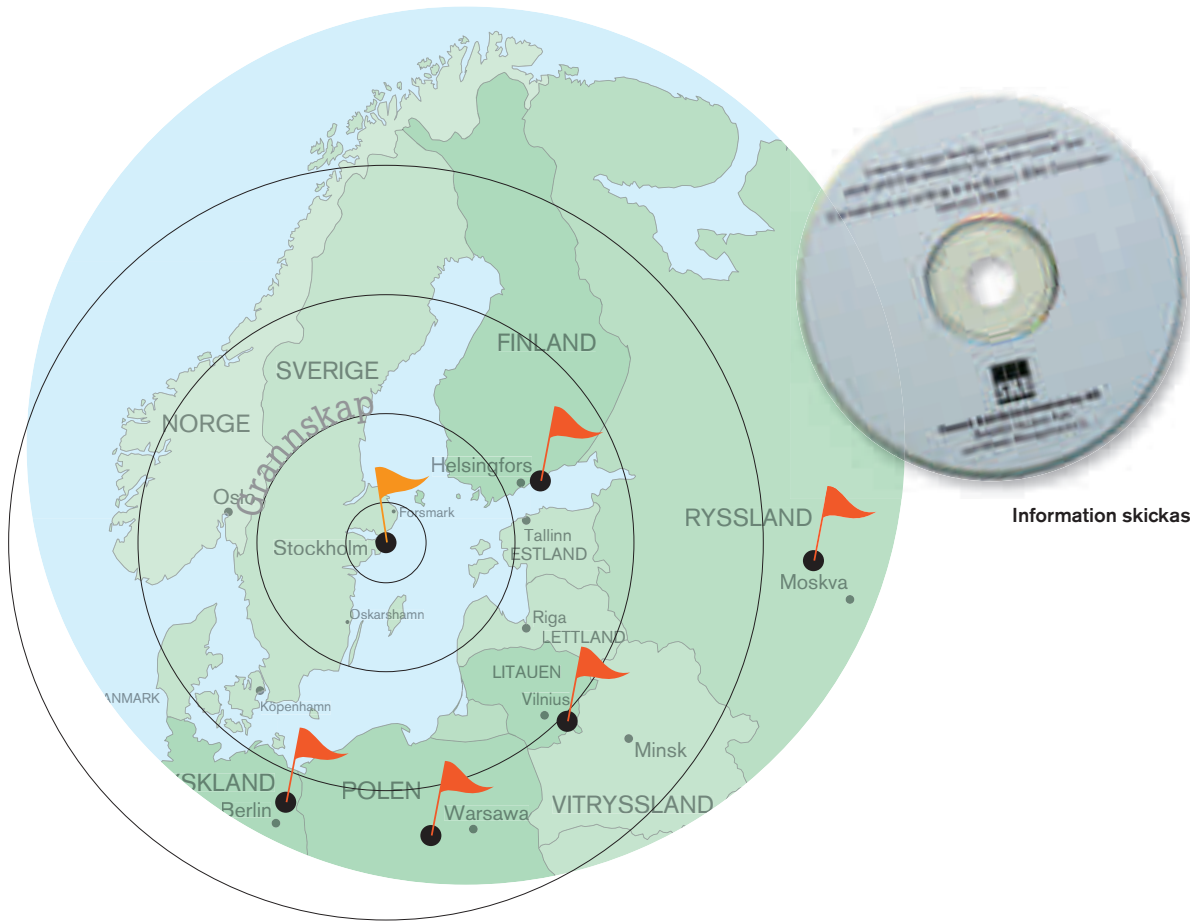 FINLAND
SVERIGE
Grannskap
NORGE
Helsingfors
Oslo
Forsmark
RYSSLAND
Information skickas
Stockholm
Tallinn
ESTLAND
Moskva
Oskarshamn
Riga
LETTLAND
LITAUEN
Vilnius
ANMARK
Köpenhamn
Minsk
YSKLAND
POLEN
VITRYSSLAND
Berlin
Warsawa